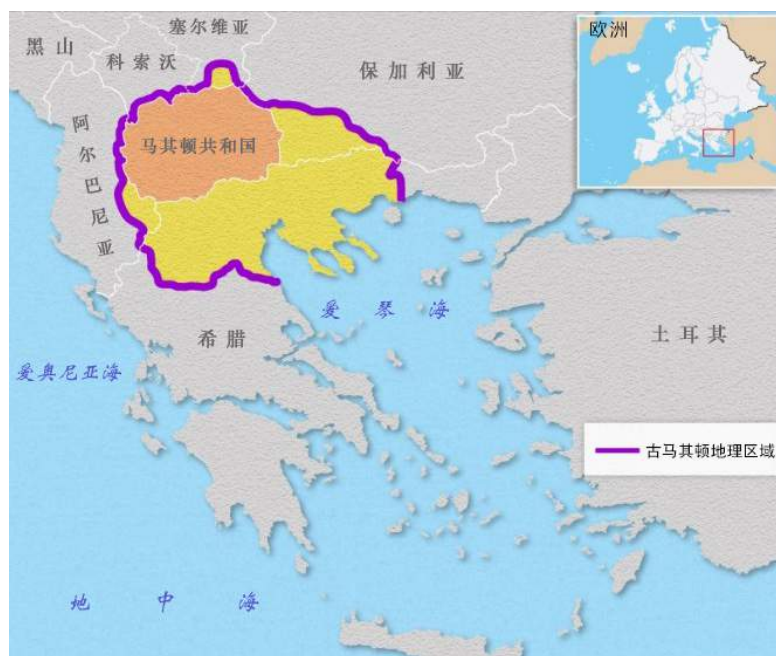 塞尔维亚
欧洲
黑山
科索沃
保加利亚
阿尔巴尼亚
马其顿共和国
爱琴海
希腊
土耳其
爱奥尼亚海
古马其顿地理区域
地中海